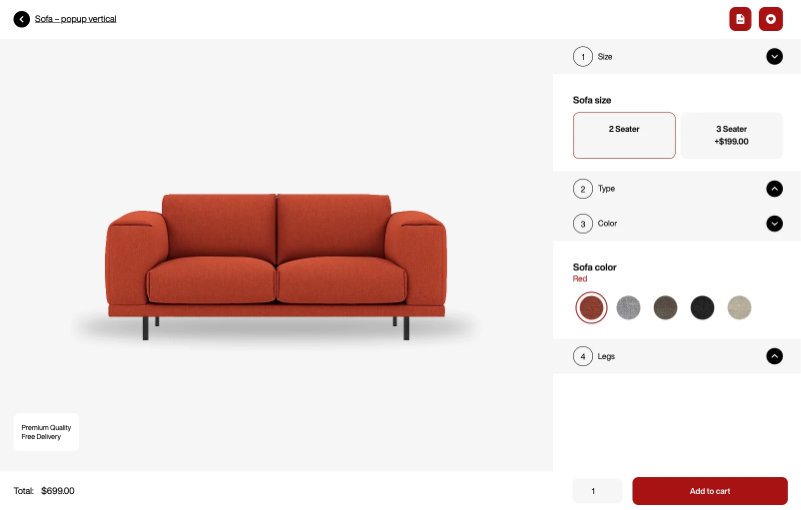 Sofa – popup vertical
1 Size
Sofa size
2 Seater
3 Seater
+$199.00
2 Type
3 Color
Sofa color
Red
4 Legs
Premium Quality
Free Delivery
Total: $699.00
1
Add to cart